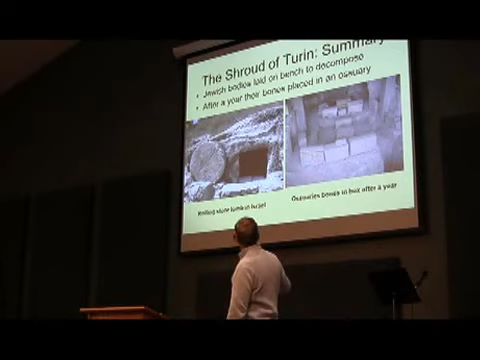 The Shroud of Turin: Summary
• Jewish bodies laid on bench to decompose
• After a year their bones placed in an ossuary
Rolling stone tomb in Israel
Ossuaries bones in box after a year